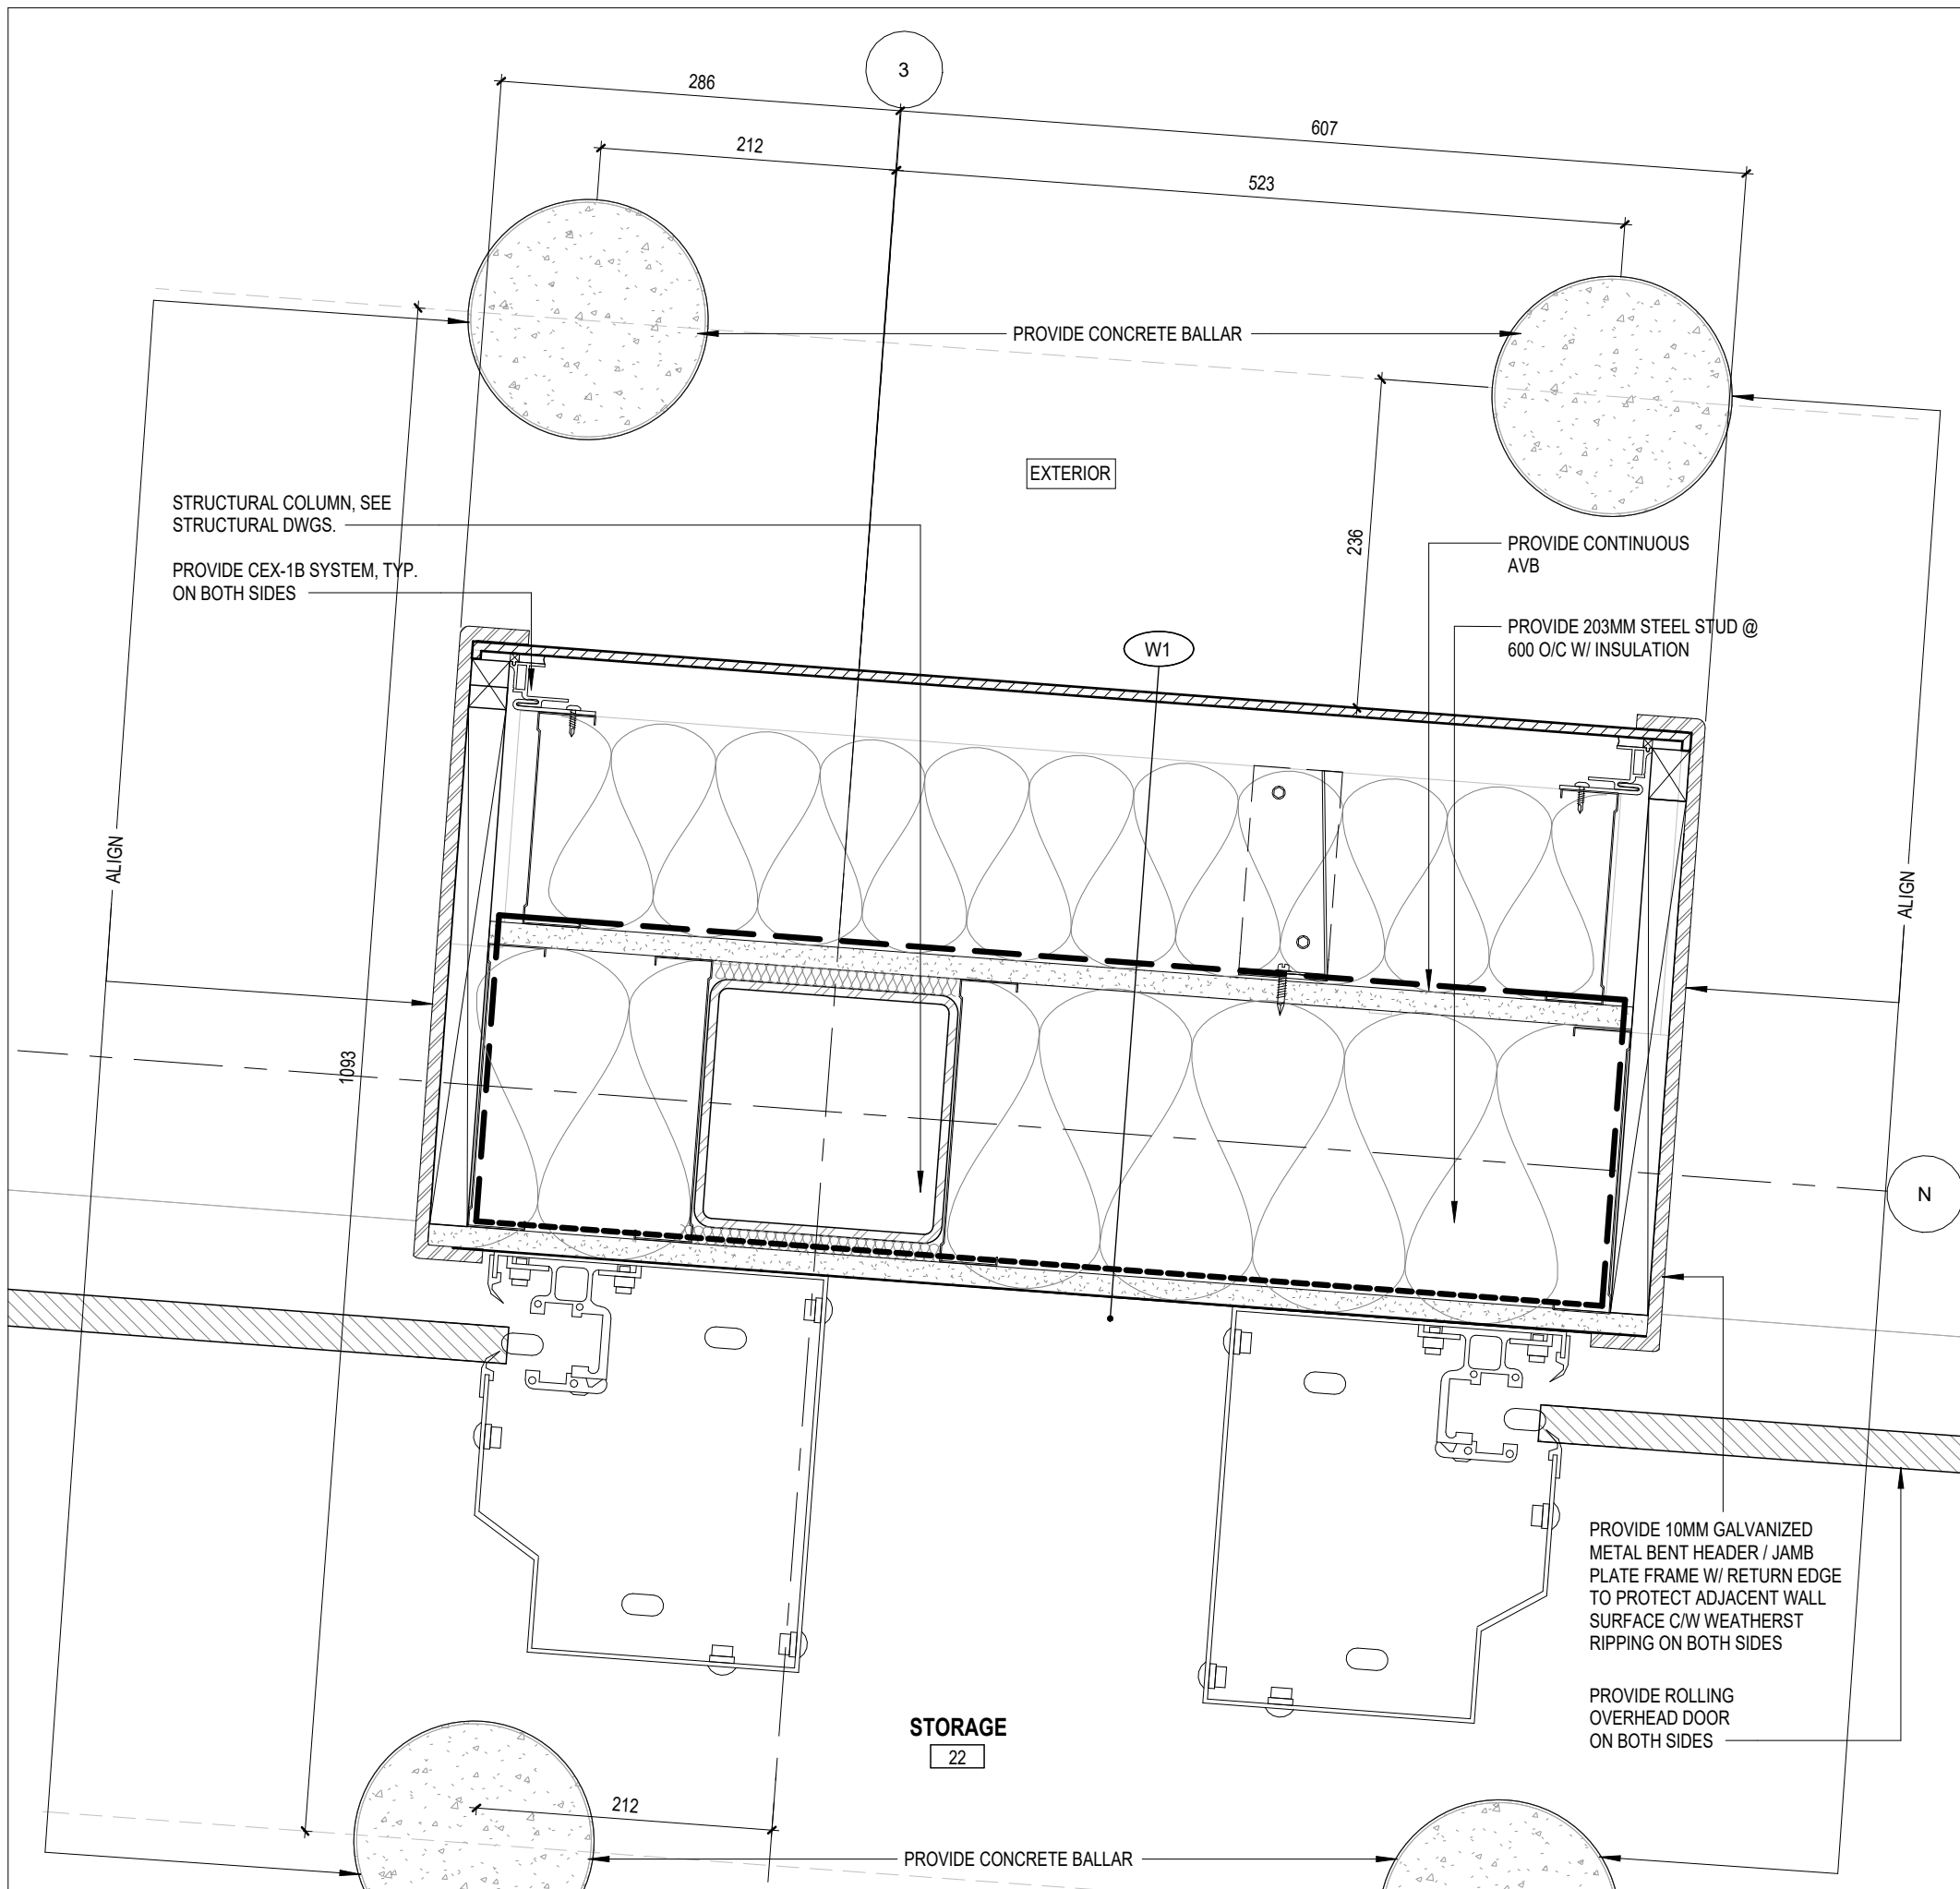 3
286
607
212
523
PROVIDE CONCRETE BALLAR
EXTERIOR
STRUCTURAL COLUMN, SEE
STRUCTURAL DWGS.
236
PROVIDE CONTINUOUS
AVB
PROVIDE CEX-1B SYSTEM, TYP.
ON BOTH SIDES
PROVIDE 203MM STEEL STUD @
600 O/C W/ INSULATION
W1
ALIGN
ALIGN
1093
N
PROVIDE 10MM GALVANIZED
METAL BENT HEADER / JAMB
PLATE FRAME W/ RETURN EDGE
TO PROTECT ADJACENT WALL
SURFACE C/W WEATHERST
RIPPING ON BOTH SIDES
PROVIDE ROLLING
OVERHEAD DOOR
ON BOTH SIDES
STORAGE
22
212
PROVIDE CONCRETE BALLAR